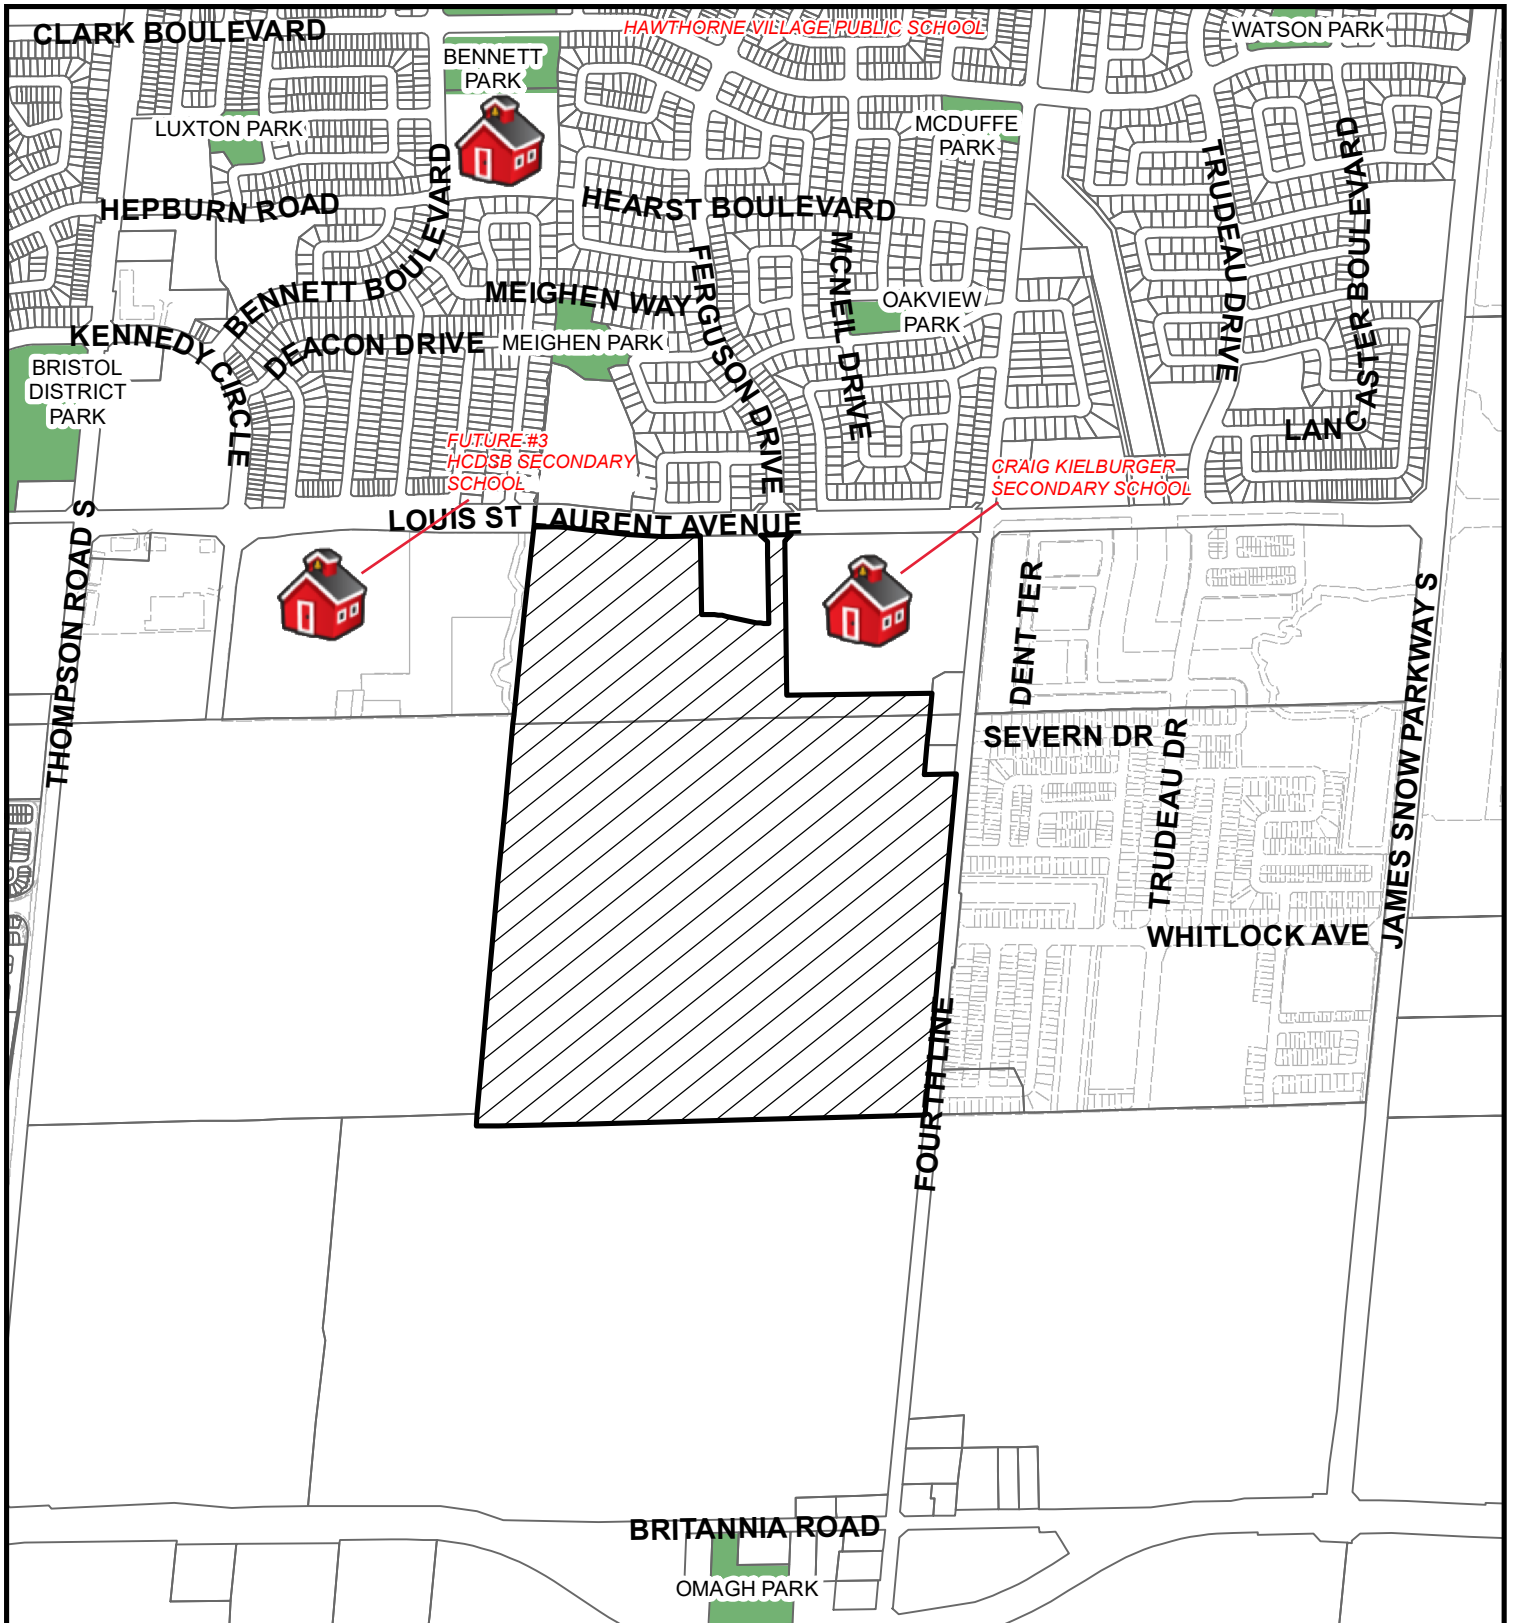 CLARK BOULEVARD
HAWTHORNE VILLAGE PUBLIC SCHOOL
WATSON PARK
BENNETT
PARK
LUXTON PARK
MCDUFFE
PARK
HEPBURN ROAD
HEARST BOULEVARD
BENNETT BOULEVARD
MEIGHEN WAY
FERGUSON DRIVE
MCNEIL DRIVE
TRUDEAU DRIVE
LANCASTER BOULEVARD
OAKVIEW
PARK
KENNEDY CIRCLE
DEACON DRIVE
MEIGHEN PARK
BRISTOL
DISTRICT
PARK
FUTURE #3
HCDSB SECONDARY
SCHOOL
CRAIG KIELBURGER
SECONDARY SCHOOL
LOUIS ST LAURENT AVENUE
THOMPSON ROAD S
DENT TER
JAMES SNOW PARKWAY S
SEVERN DR
TRUDEAU DR
WHITLOCK AVE
FOURTH LINE
BRITANNIA ROAD
OMAGH PARK